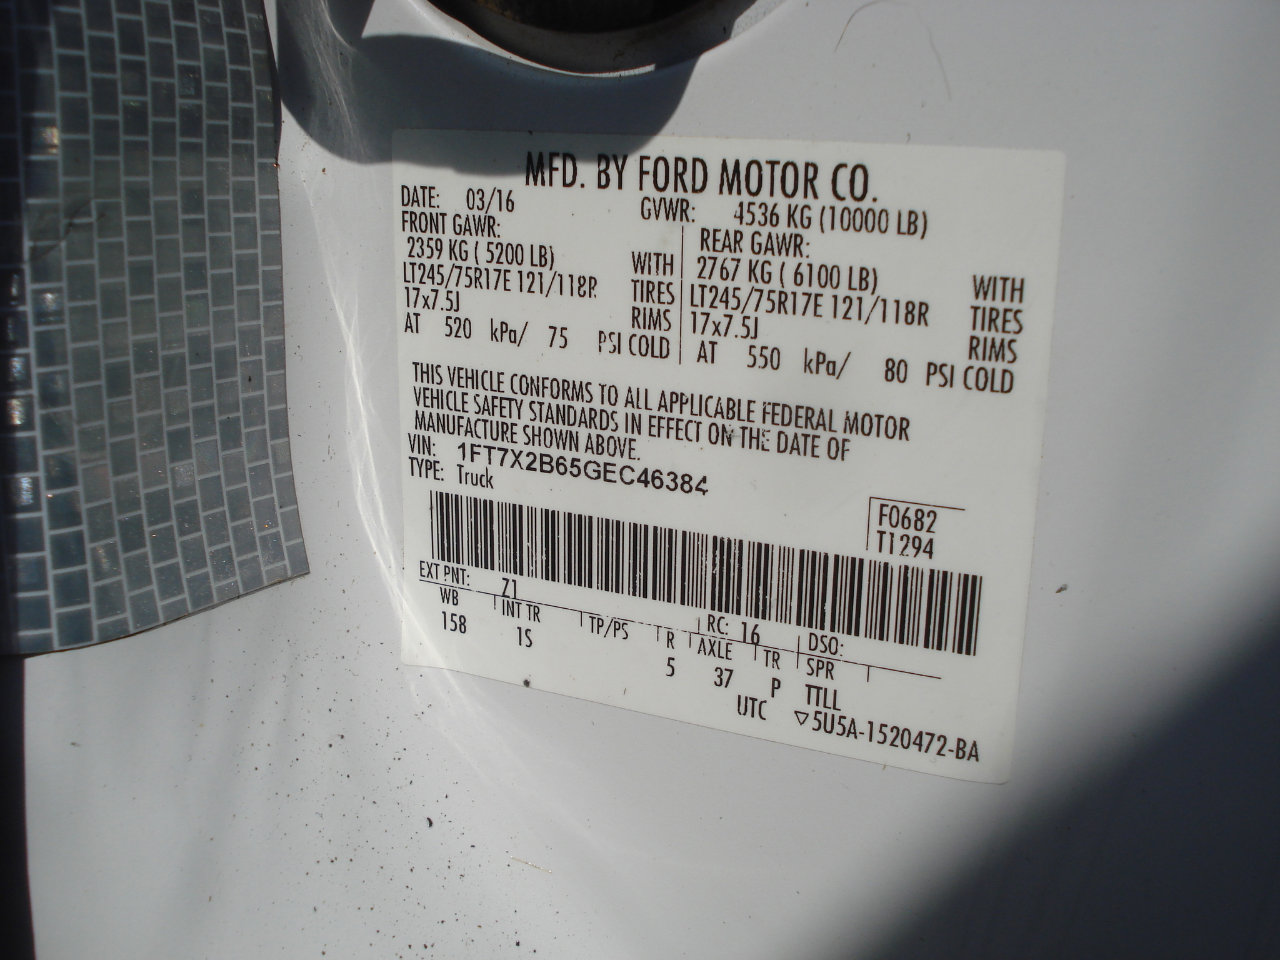 MFD. BY FORD MOTOR CO.
DATE: 03/16 GVWR: 4536 KG (10000 LB)
FRONT GAWR: REAR GAWR:
2359 KG ( 5200 LB) WITH 2767 KG ( 6100 LB) WITH
LT245/75R17E 121/118R TIRES LT245/75R17E 121/118R TIRES
17x7.5J RIMS 17x7.5J RIMS
AT 520 kPa/ 75 PSI COLD AT 550 kPa/ 80 PSI COLD
THIS VEHICLE CONFORMS TO ALL APPLICABLE FEDERAL MOTOR
VEHICLE SAFETY STANDARDS IN EFFECT ON THE DATE OF
MANUFACTURE SHOWN ABOVE.
VIN: 1FT7X2B65GEC46384
TYPE: Truck
F0682
T1294
EXT PNT: Z1 RC: 16 DSO:
WB INT TR TP/PS R AXLE TR SPR
158 1S 5 37 P TTLL
UTC ▽5U5A-1520472-BA